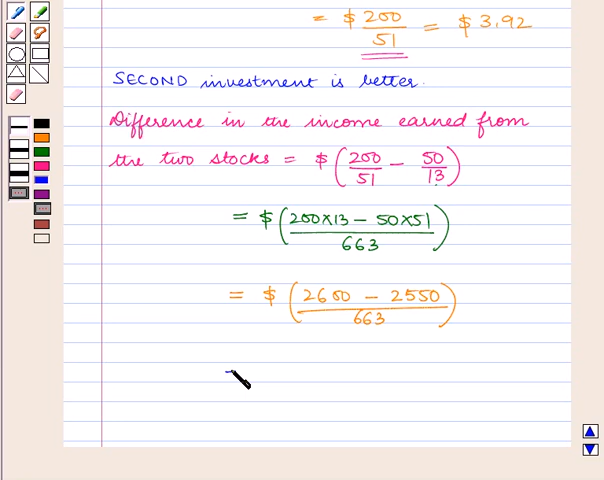 = $ 200/51 = $ 3.92
SECOND investment is better.
Difference in the income earned from
the two stocks = $ (200/51 - 50/13)
= $ (200×13 - 50×51 / 663)
= $ (2600 - 2550 / 663)